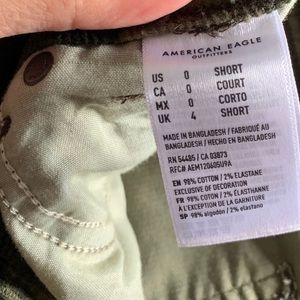 AMERICAN EAGLE
OUTFITTERS
US 0 SHORT
CA 0 COURT
MX 0 CORTO
UK 4 SHORT
MADE IN BANGLADESH / FABRIQUÉ AU
BANGLADESH / HECHO EN BANGLADESH
RN 54485 / CA 03873
RFC# AEM120605U9A
EN 98% COTTON / 2% ELASTANE
EXCLUSIVE OF DECORATION
FR 98% COTON / 2% ÉLASTHANNE
À L'EXCEPTION DE LA GARNITURE
SP 98% algodón / 2% elastano